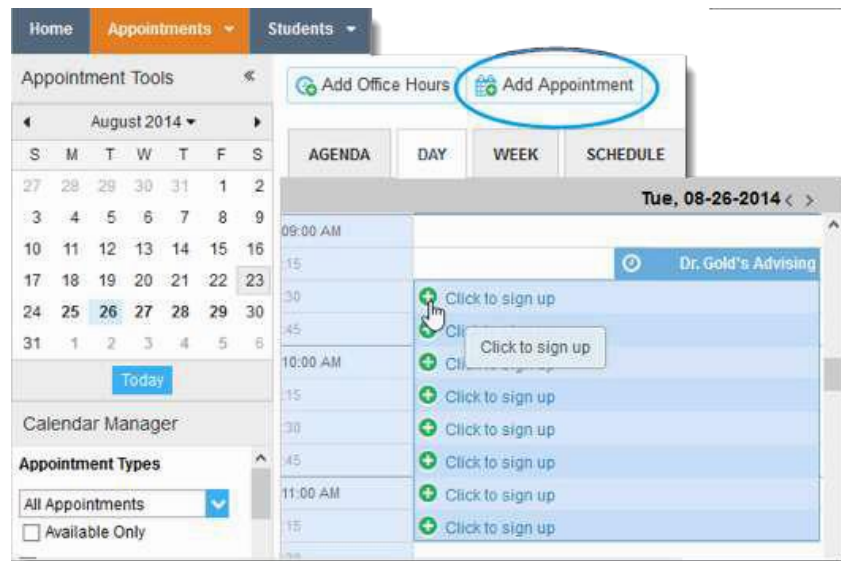 Home Appointments Students
Appointment Tools
Add Office Hours Add Appointment
August 2014
S M T W T F S
27 28 29 30 31 1 2
3 4 5 6 7 8 9
10 11 12 13 14 15 16
17 18 19 20 21 22 23
24 25 26 27 28 29 30
31 1 2 3 4 5 6
Today
Calendar Manager
Appointment Types
All Appointments
Available Only
AGENDA DAY WEEK SCHEDULE
Tue, 08-26-2014
09:00 AM
:15 Dr. Gold's Advising
:30 Click to sign up
:45
Click to sign up
10:00 AM
:15 Click to sign up
:30 Click to sign up
:45 Click to sign up
11:00 AM Click to sign up
:15 Click to sign up